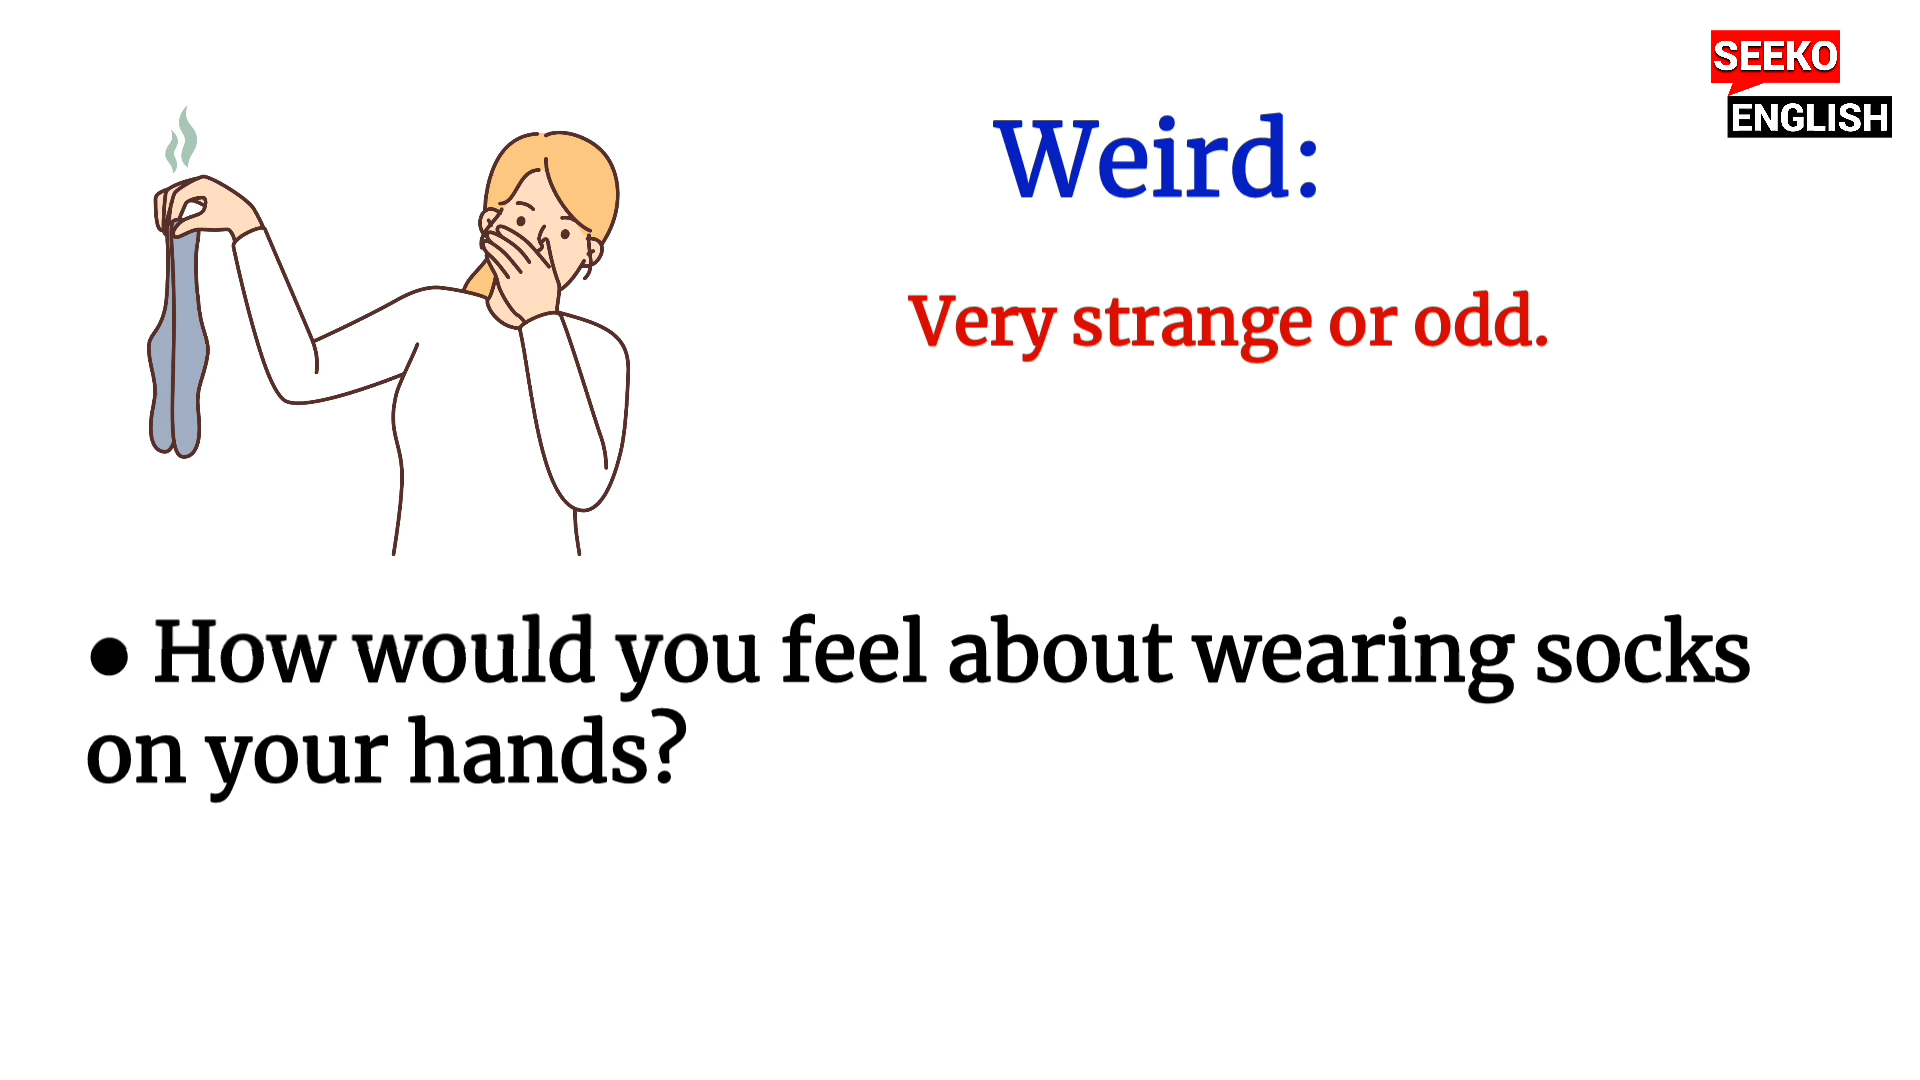 SEEKO
ENGLISH
Weird:
Very strange or odd.
● How would you feel about wearing socks
on your hands?